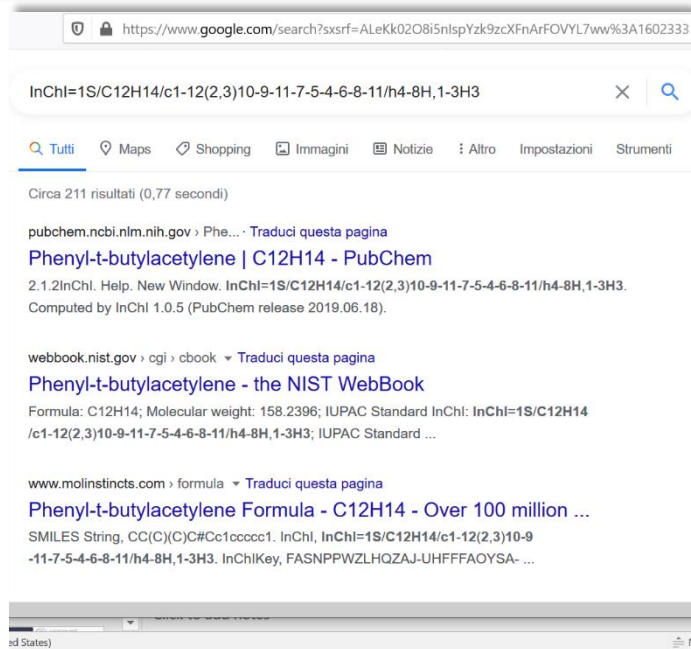 https://www.google.com/search?sxsrf=ALeKk02O8i5nIspYzk9zcXFnArFOVYL7ww%3A1602333
InChI=1S/C12H14/c1-12(2,3)10-9-11-7-5-4-6-8-11/h4-8H,1-3H3
Tutti Maps Shopping Immagini Notizie Altro Impostazioni Strumenti
Circa 211 risultati (0,77 secondi)
pubchem.ncbi.nlm.nih.gov › Phe... · Traduci questa pagina
Phenyl-t-butylacetylene | C12H14 - PubChem
2.1.2InChI. Help. New Window. InChI=1S/C12H14/c1-12(2,3)10-9-11-7-5-4-6-8-11/h4-8H,1-3H3.
Computed by InChI 1.0.5 (PubChem release 2019.06.18).
webbook.nist.gov › cgi › cbook Traduci questa pagina
Phenyl-t-butylacetylene - the NIST WebBook
Formula: C12H14; Molecular weight: 158.2396; IUPAC Standard InChI: InChI=1S/C12H14
/c1-12(2,3)10-9-11-7-5-4-6-8-11/h4-8H,1-3H3; IUPAC Standard ...
www.molinstincts.com › formula Traduci questa pagina
Phenyl-t-butylacetylene Formula - C12H14 - Over 100 million ...
SMILES String, CC(C)(C)C#Cc1ccccc1. InChI, InChI=1S/C12H14/c1-12(2,3)10-9
-11-7-5-4-6-8-11/h4-8H,1-3H3. InChIKey, FASNPPWZLHQZAJ-UHFFFAOYSA- ...
ed States)